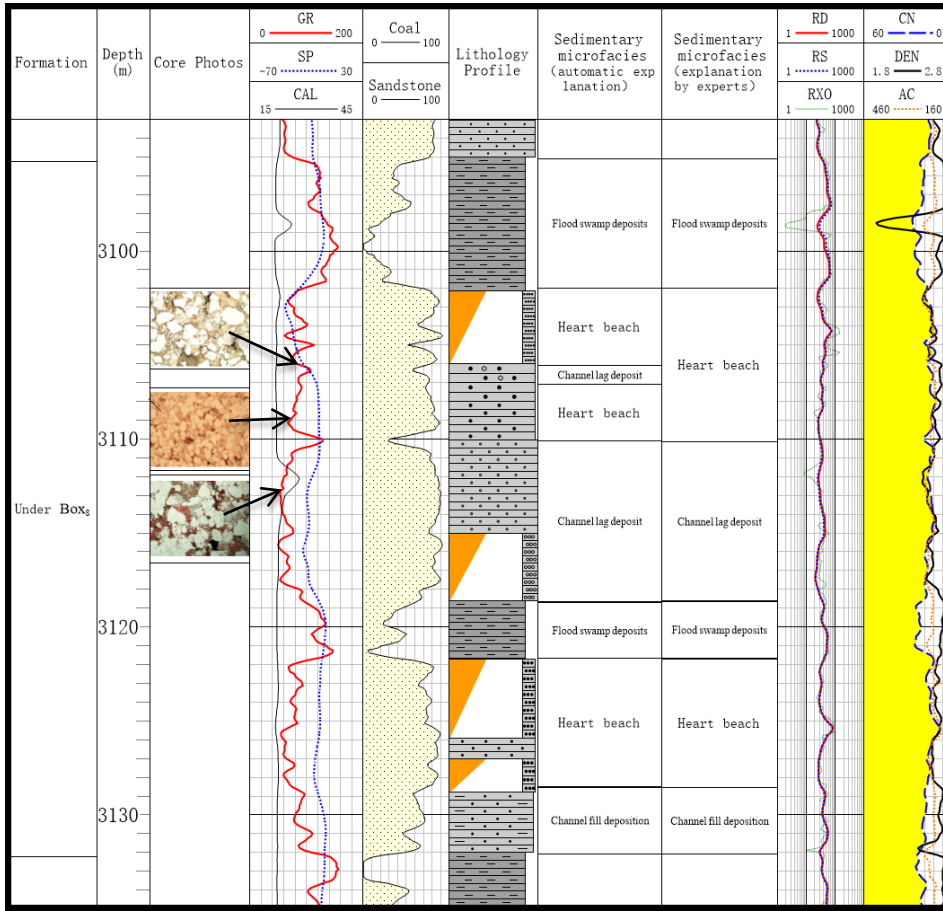 Formation
Depth
(m)
Core Photos
GR
0 200
SP
-70 30
CAL
15 45
Coal
0 100
Sandstone
0 100
Lithology
Profile
Sedimentary
microfacies
(automatic exp
lanation)
Sedimentary
microfacies
(explanation
by experts)
RD
1 1000
RS
1 1000
RXO
1 1000
CN
60 0
DEN
1.8 2.8
AC
460 160
Flood swamp deposits Flood swamp deposits
3100
Heart beach
Heart beach
Channel lag deposit
Heart beach
3110
Under Box8
Channel lag deposit Channel lag deposit
3120
Flood swamp deposits Flood swamp deposits
Heart beach Heart beach
3130
Channel fill deposition Channel fill deposition